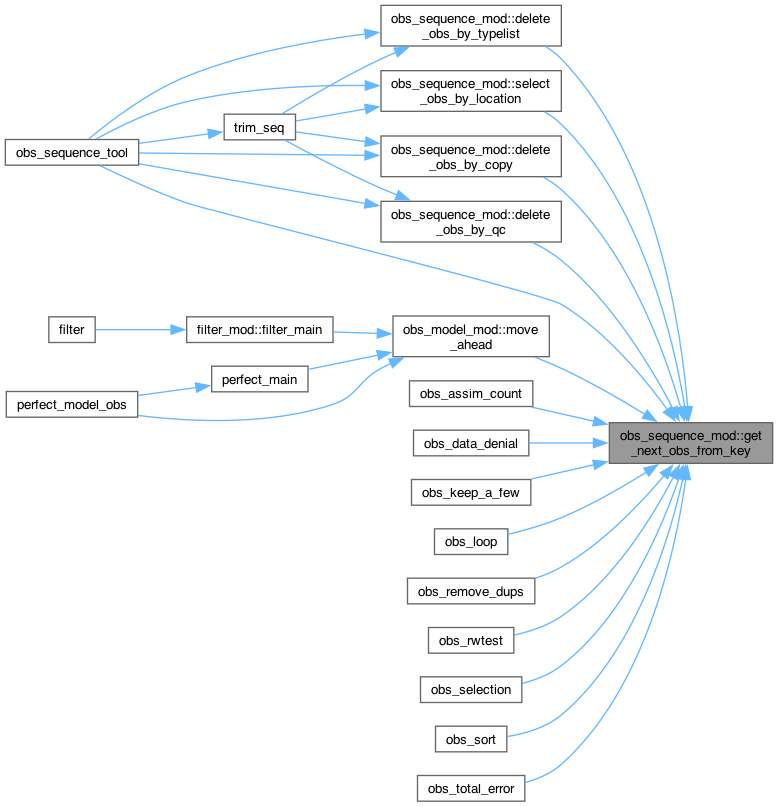 obs_sequence_mod::delete
_obs_by_typelist
obs_sequence_mod::select
_obs_by_location
trim_seq
obs_sequence_tool
obs_sequence_mod::delete
_obs_by_copy
obs_sequence_mod::delete
_obs_by_qc
filter
filter_mod::filter_main
obs_model_mod::move
_ahead
perfect_main
perfect_model_obs
obs_assim_count
obs_sequence_mod::get
_next_obs_from_key
obs_data_denial
obs_keep_a_few
obs_loop
obs_remove_dups
obs_rwtest
obs_selection
obs_sort
obs_total_error